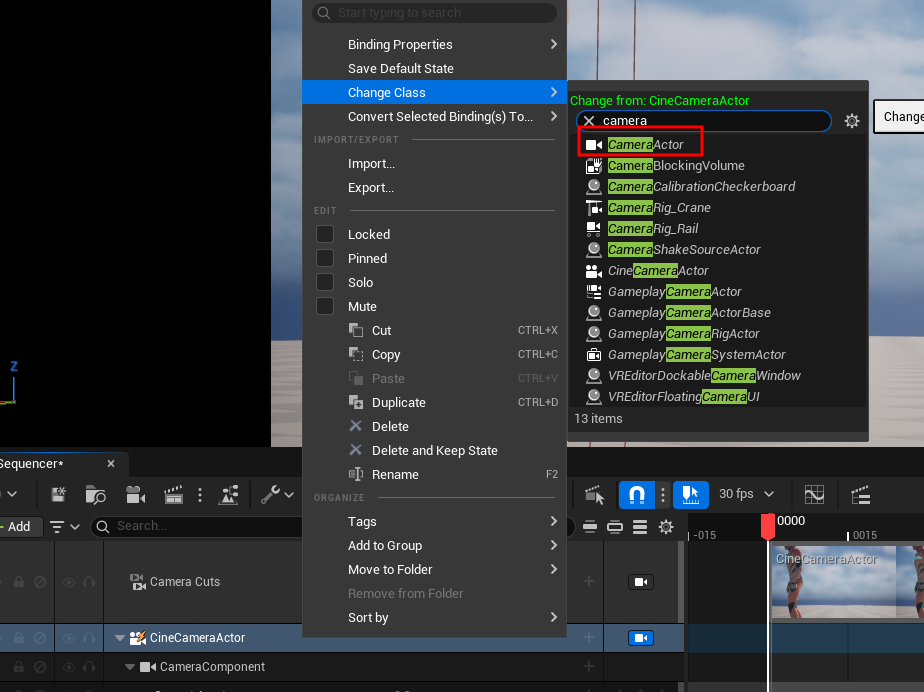 Start typing to search
Binding Properties
Save Default State
Change Class
Convert Selected Binding(s) To...
IMPORT/EXPORT
Import...
Export...
EDIT
Locked
Pinned
Solo
Mute
Cut CTRL+X
Copy CTRL+C
Paste CTRL+V
Duplicate CTRL+D
Delete
Delete and Keep State
Rename F2
ORGANIZE
Tags
Add to Group
Move to Folder
Remove from Folder
Sort by
Change from: CineCameraActor
camera
CameraActor
CameraBlockingVolume
CameraCalibrationCheckerboard
CameraRig_Crane
CameraRig_Rail
CameraShakeSourceActor
CineCameraActor
GameplayCameraActor
GameplayCameraActorBase
GameplayCameraRigActor
GameplayCameraSystemActor
VREditorDockableCameraWindow
VREditorFloatingCameraUI
13 items
Change
Z
Sequencer*
30 fps
Add
Search...
-015
0000
0015
Camera Cuts
CineCameraActor
CineCameraActor
CameraComponent